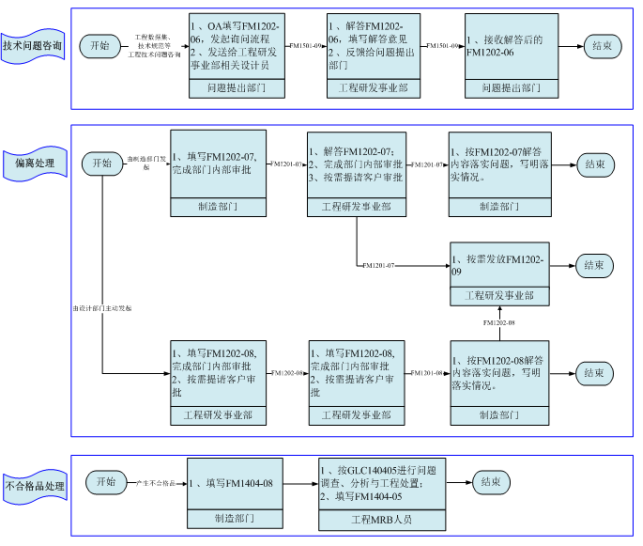 技术问题咨询
开始
工程数据集、
技术规范等
工程技术问题咨询
1、OA填写FM1202-
06，发起询问流程
2、发送给工程研发
事业部相关设计员
问题提出部门
FM1501-09
1、解答FM1202-
06，填写解答意见
2、反馈给问题提出
部门
工程研发事业部
FM1501-09
1、接收解答后的
FM1202-06
问题提出部门
结束
偏离处理
开始
由制造部门发
起
1、填写FM1202-07,
完成部门内部审批
制造部门
FM1201-07
1、解答FM1202-07；
2、完成部门内部审批
3、按需提请客户审批
工程研发事业部
FM1201-07
1、按FM1202-07解答
内容落实问题，写明落
实情况。
制造部门
结束
FM1201-07
1、按需发放FM1202-
09
工程研发事业部
结束
由设计部门主动发起
FM1202-08
1、填写FM1202-08,
完成部门内部审批
2、按需提请客户审
批
工程研发事业部
FM1202-08
1、填写FM1202-08,
完成部门内部审批
2、按需提请客户审
批
工程研发事业部
FM1201-08
1、按FM1202-08解答
内容落实问题，写明
落实情况。
制造部门
结束
不合格品处理
开始
产生不合格品
1、填写FM1404-08
制造部门
1、按GLC140405进行问题
调查、分析与工程处置；
2、填写FM1404-05
工程MRB人员
结束